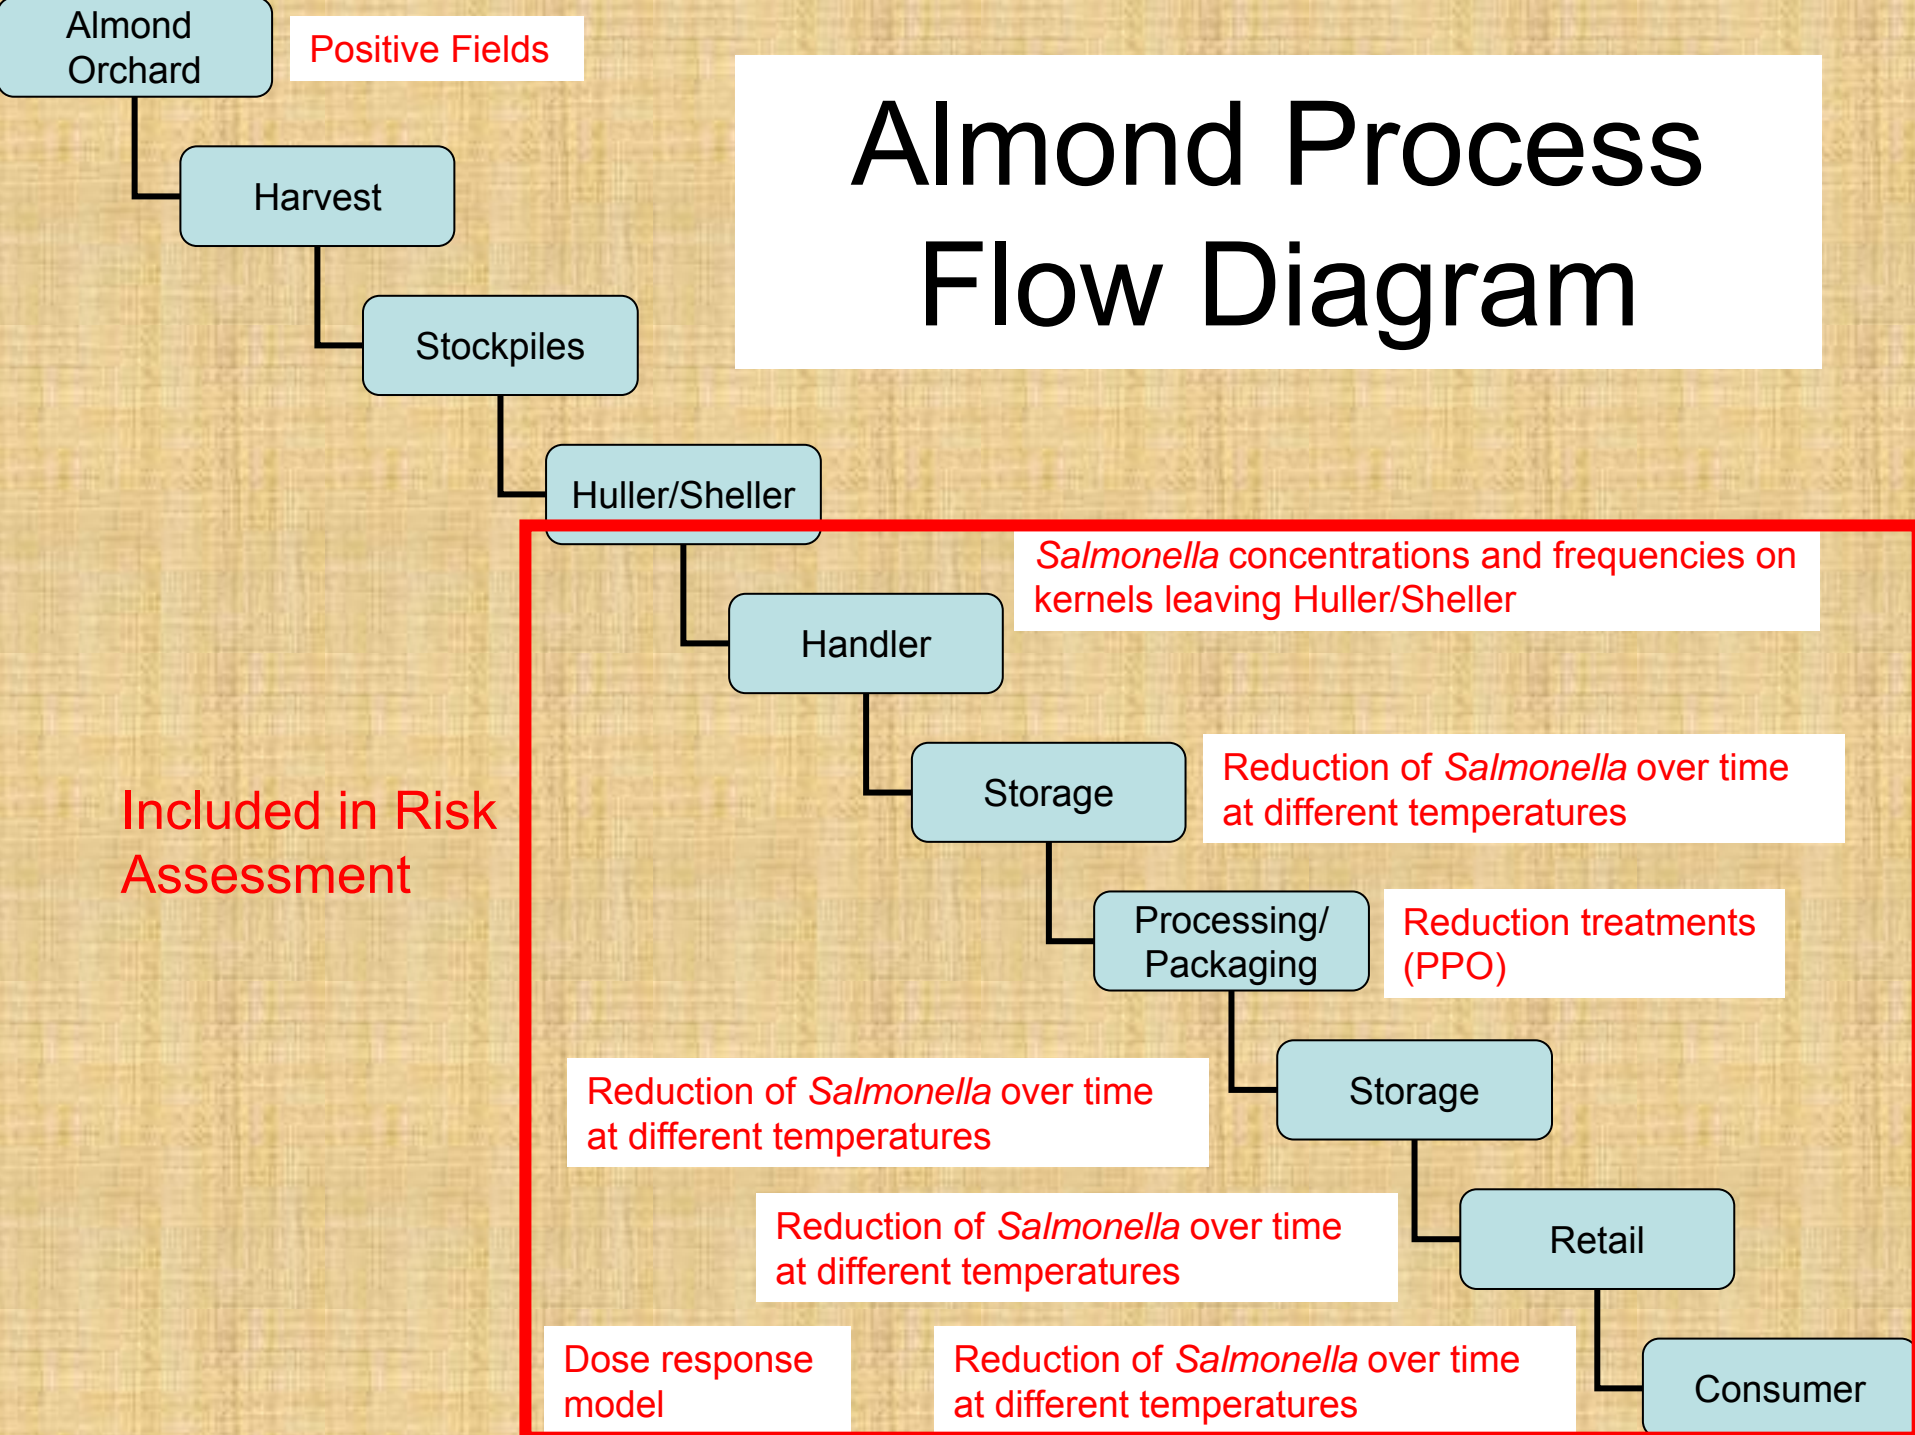 Almond
Orchard
Positive Fields
Almond Process
Flow Diagram
Harvest
Stockpiles
Huller/Sheller
Salmonella concentrations and frequencies on
kernels leaving Huller/Sheller
Handler
Storage
Reduction of Salmonella over time
at different temperatures
Included in Risk
Assessment
Processing/
Packaging
Reduction treatments
(PPO)
Storage
Reduction of Salmonella over time
at different temperatures
Retail
Reduction of Salmonella over time
at different temperatures
Dose response
model
Reduction of Salmonella over time
at different temperatures
Consumer